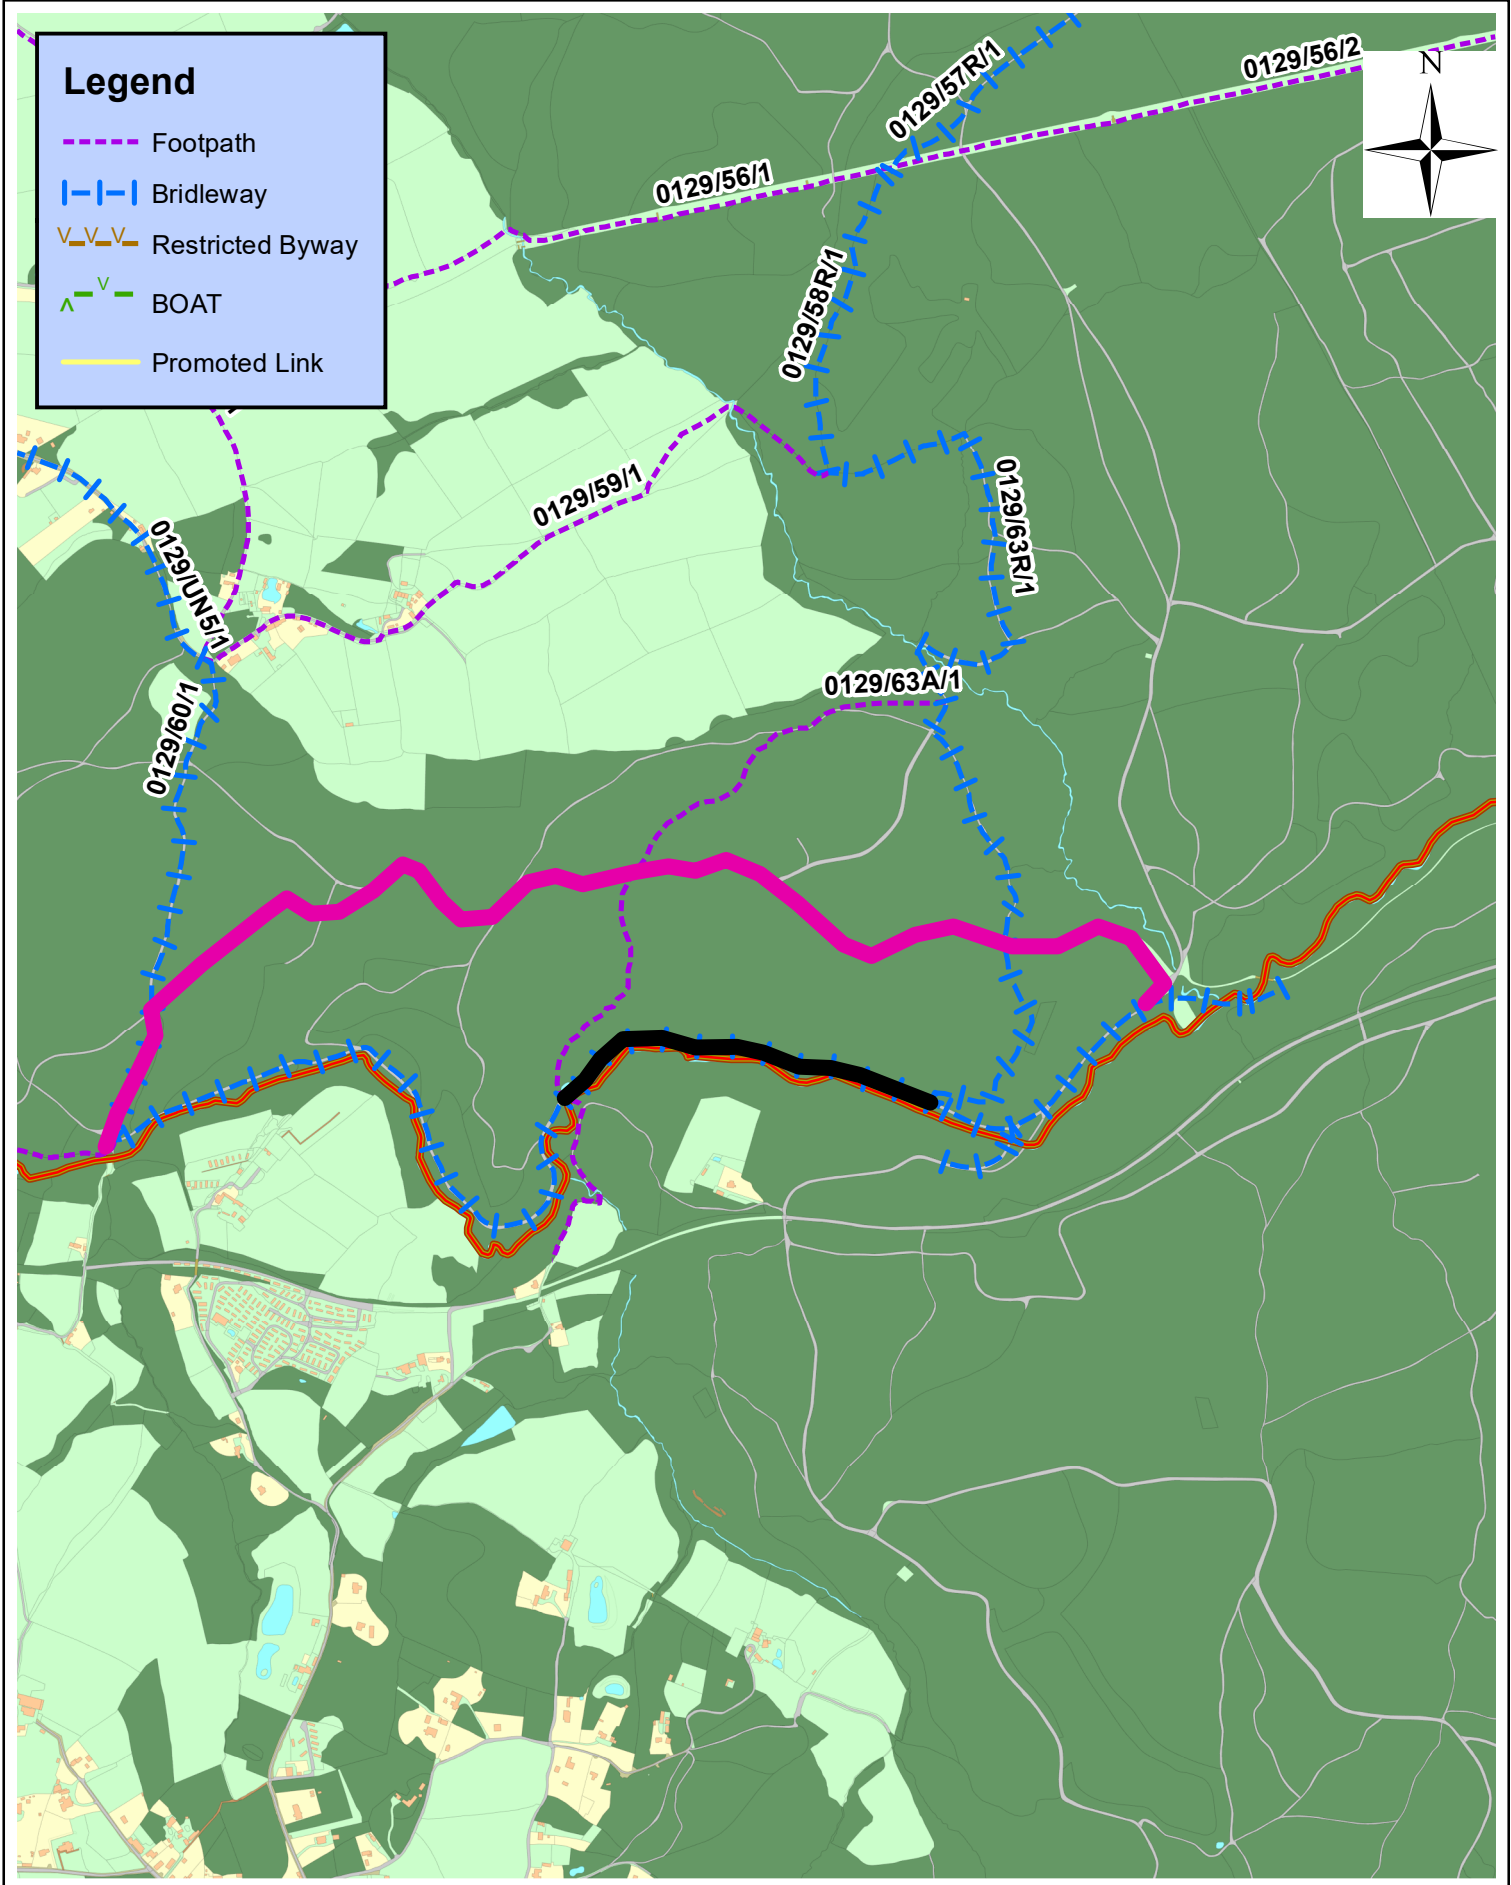 Legend
Footpath
Bridleway
V V V
Restricted Byway
V
V
BOAT
Promoted Link
N
0129/56/2
0129/57R/1
0129/56/1
0129/58R/1
0129/59/1
0129/63R/1
0129/UN5/1
0129/63A/1
0129/60/1